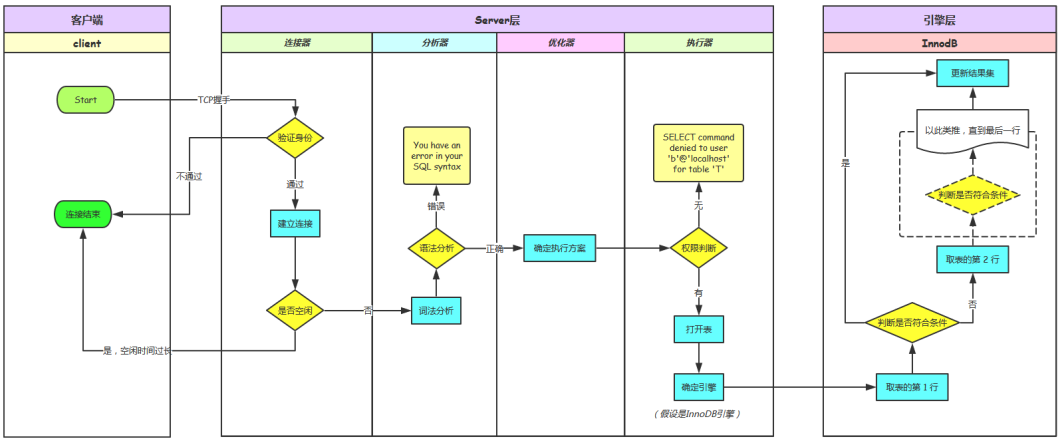 客户端
Server层
引擎层
client
连接器
分析器
优化器
执行器
InnoDB
Start
TCP握手
验证身份
不通过
通过
连接结束
建立连接
是否空闲
否
是，空闲时间过长
You have an
error in your
SQL syntax
错误
语法分析
正确
词法分析
确定执行方案
SELECT command
denied to user
'b'@'localhost'
for table 'T'
无
权限判断
有
打开表
确定引擎
（假设是InnoDB引擎）
更新结果集
以此类推，直到最后一行
判断是否符合条件
取表的第 2 行
是
否
判断是否符合条件
取表的第 1 行